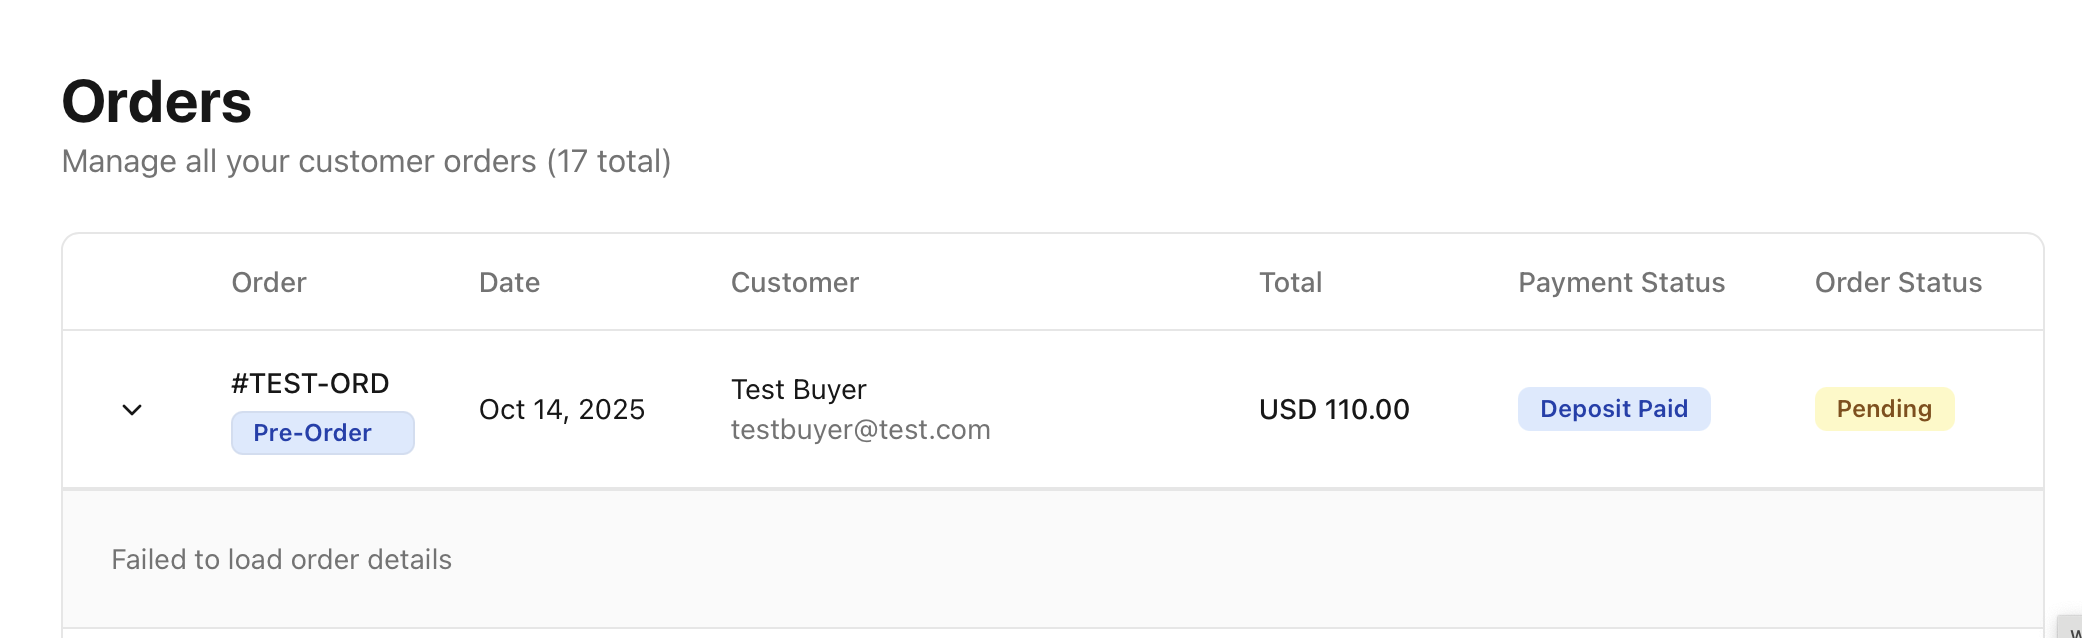 Orders
Manage all your customer orders (17 total)
Order Date Customer Total Payment Status Order Status
#TEST-ORD
Pre-Order
Oct 14, 2025
Test Buyer
testbuyer@test.com
USD 110.00
Deposit Paid
Pending
Failed to load order details